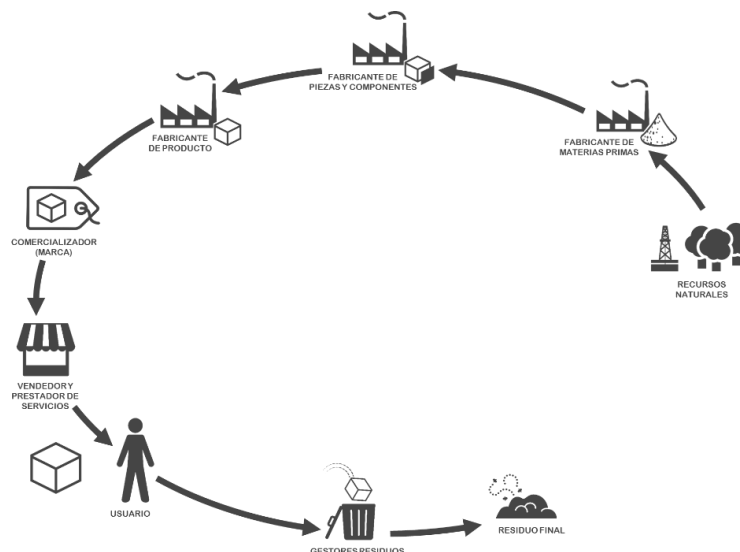 FABRICANTE DE
PIEZAS Y COMPONENTES
FABRICANTE
DE PRODUCTO
FABRICANTE DE
MATERIAS PRIMAS
COMERCIALIZADOR
(MARCA)
RECURSOS
NATURALES
VENDEDOR Y
PRESTADOR DE
SERVICIOS
USUARIO
RESIDUO FINAL
GESTORES RESIDUOS